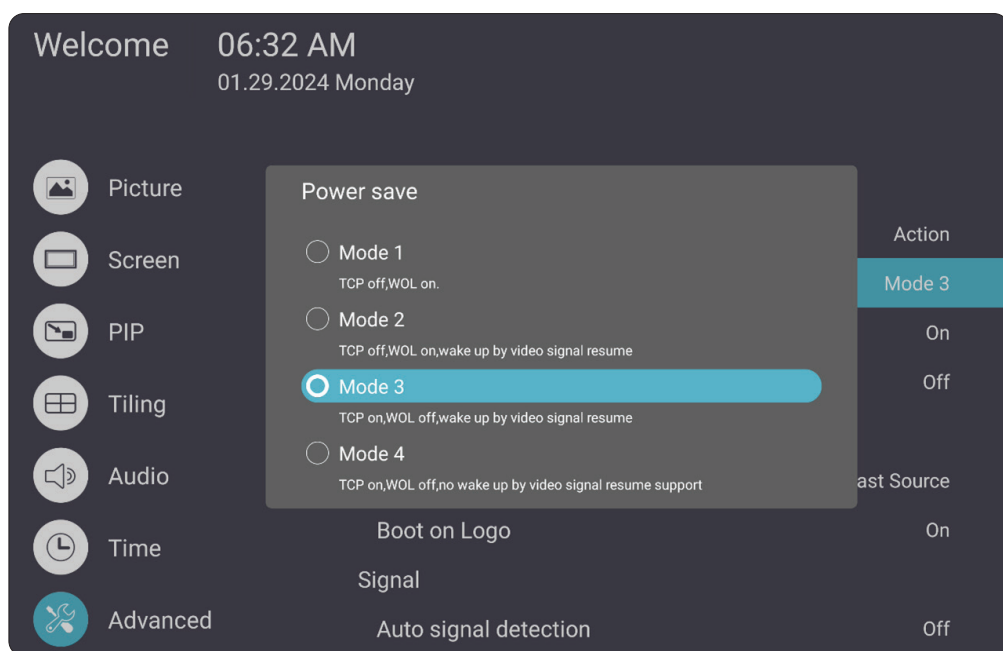 Welcome 06:32 AM
01.29.2024 Monday
Picture
Screen
PIP
Tiling
Audio
Time
Advanced
Power save
Mode 1
TCP off,WOL on.
Mode 2
TCP off,WOL on,wake up by video signal resume
Mode 3
TCP on,WOL off,wake up by video signal resume
Mode 4
TCP on,WOL off,no wake up by video signal resume support
Action
Mode 3
On
Off
Source
Boot on Logo On
Signal
Auto signal detection Off